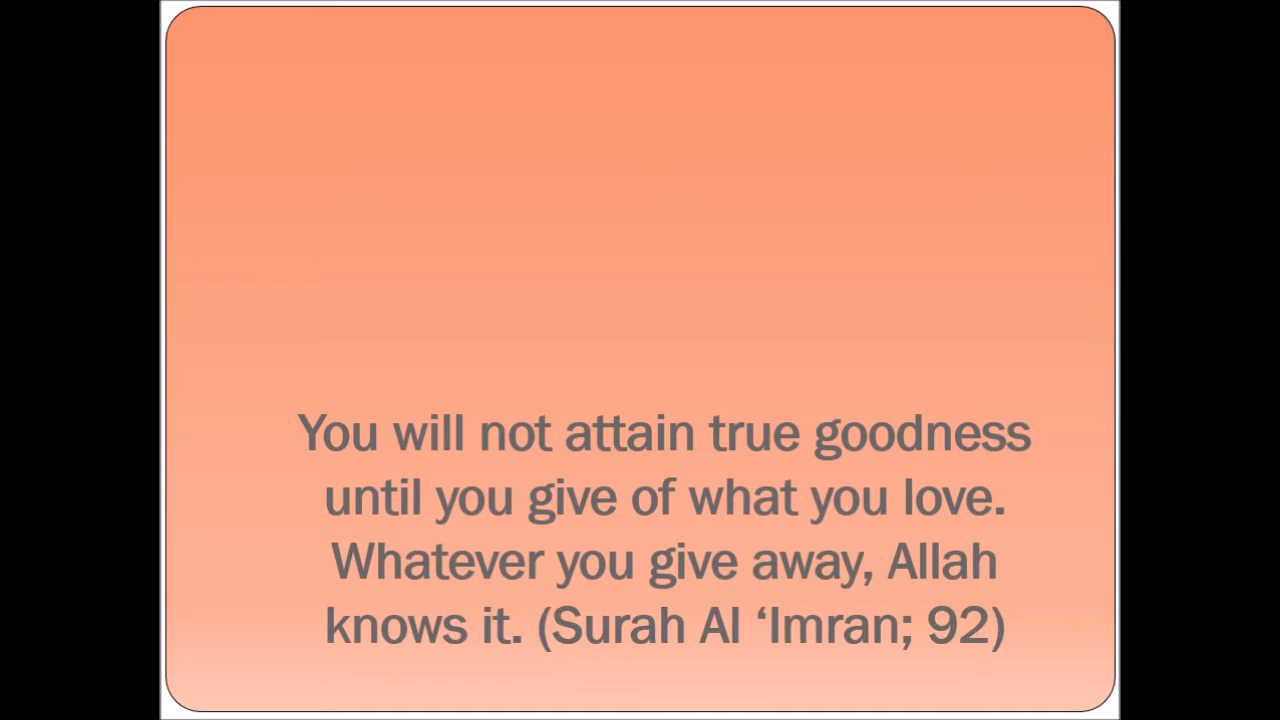 You will not attain true goodness
until you give of what you love.
Whatever you give away, Allah
knows it. (Surah Al ‘Imran; 92)